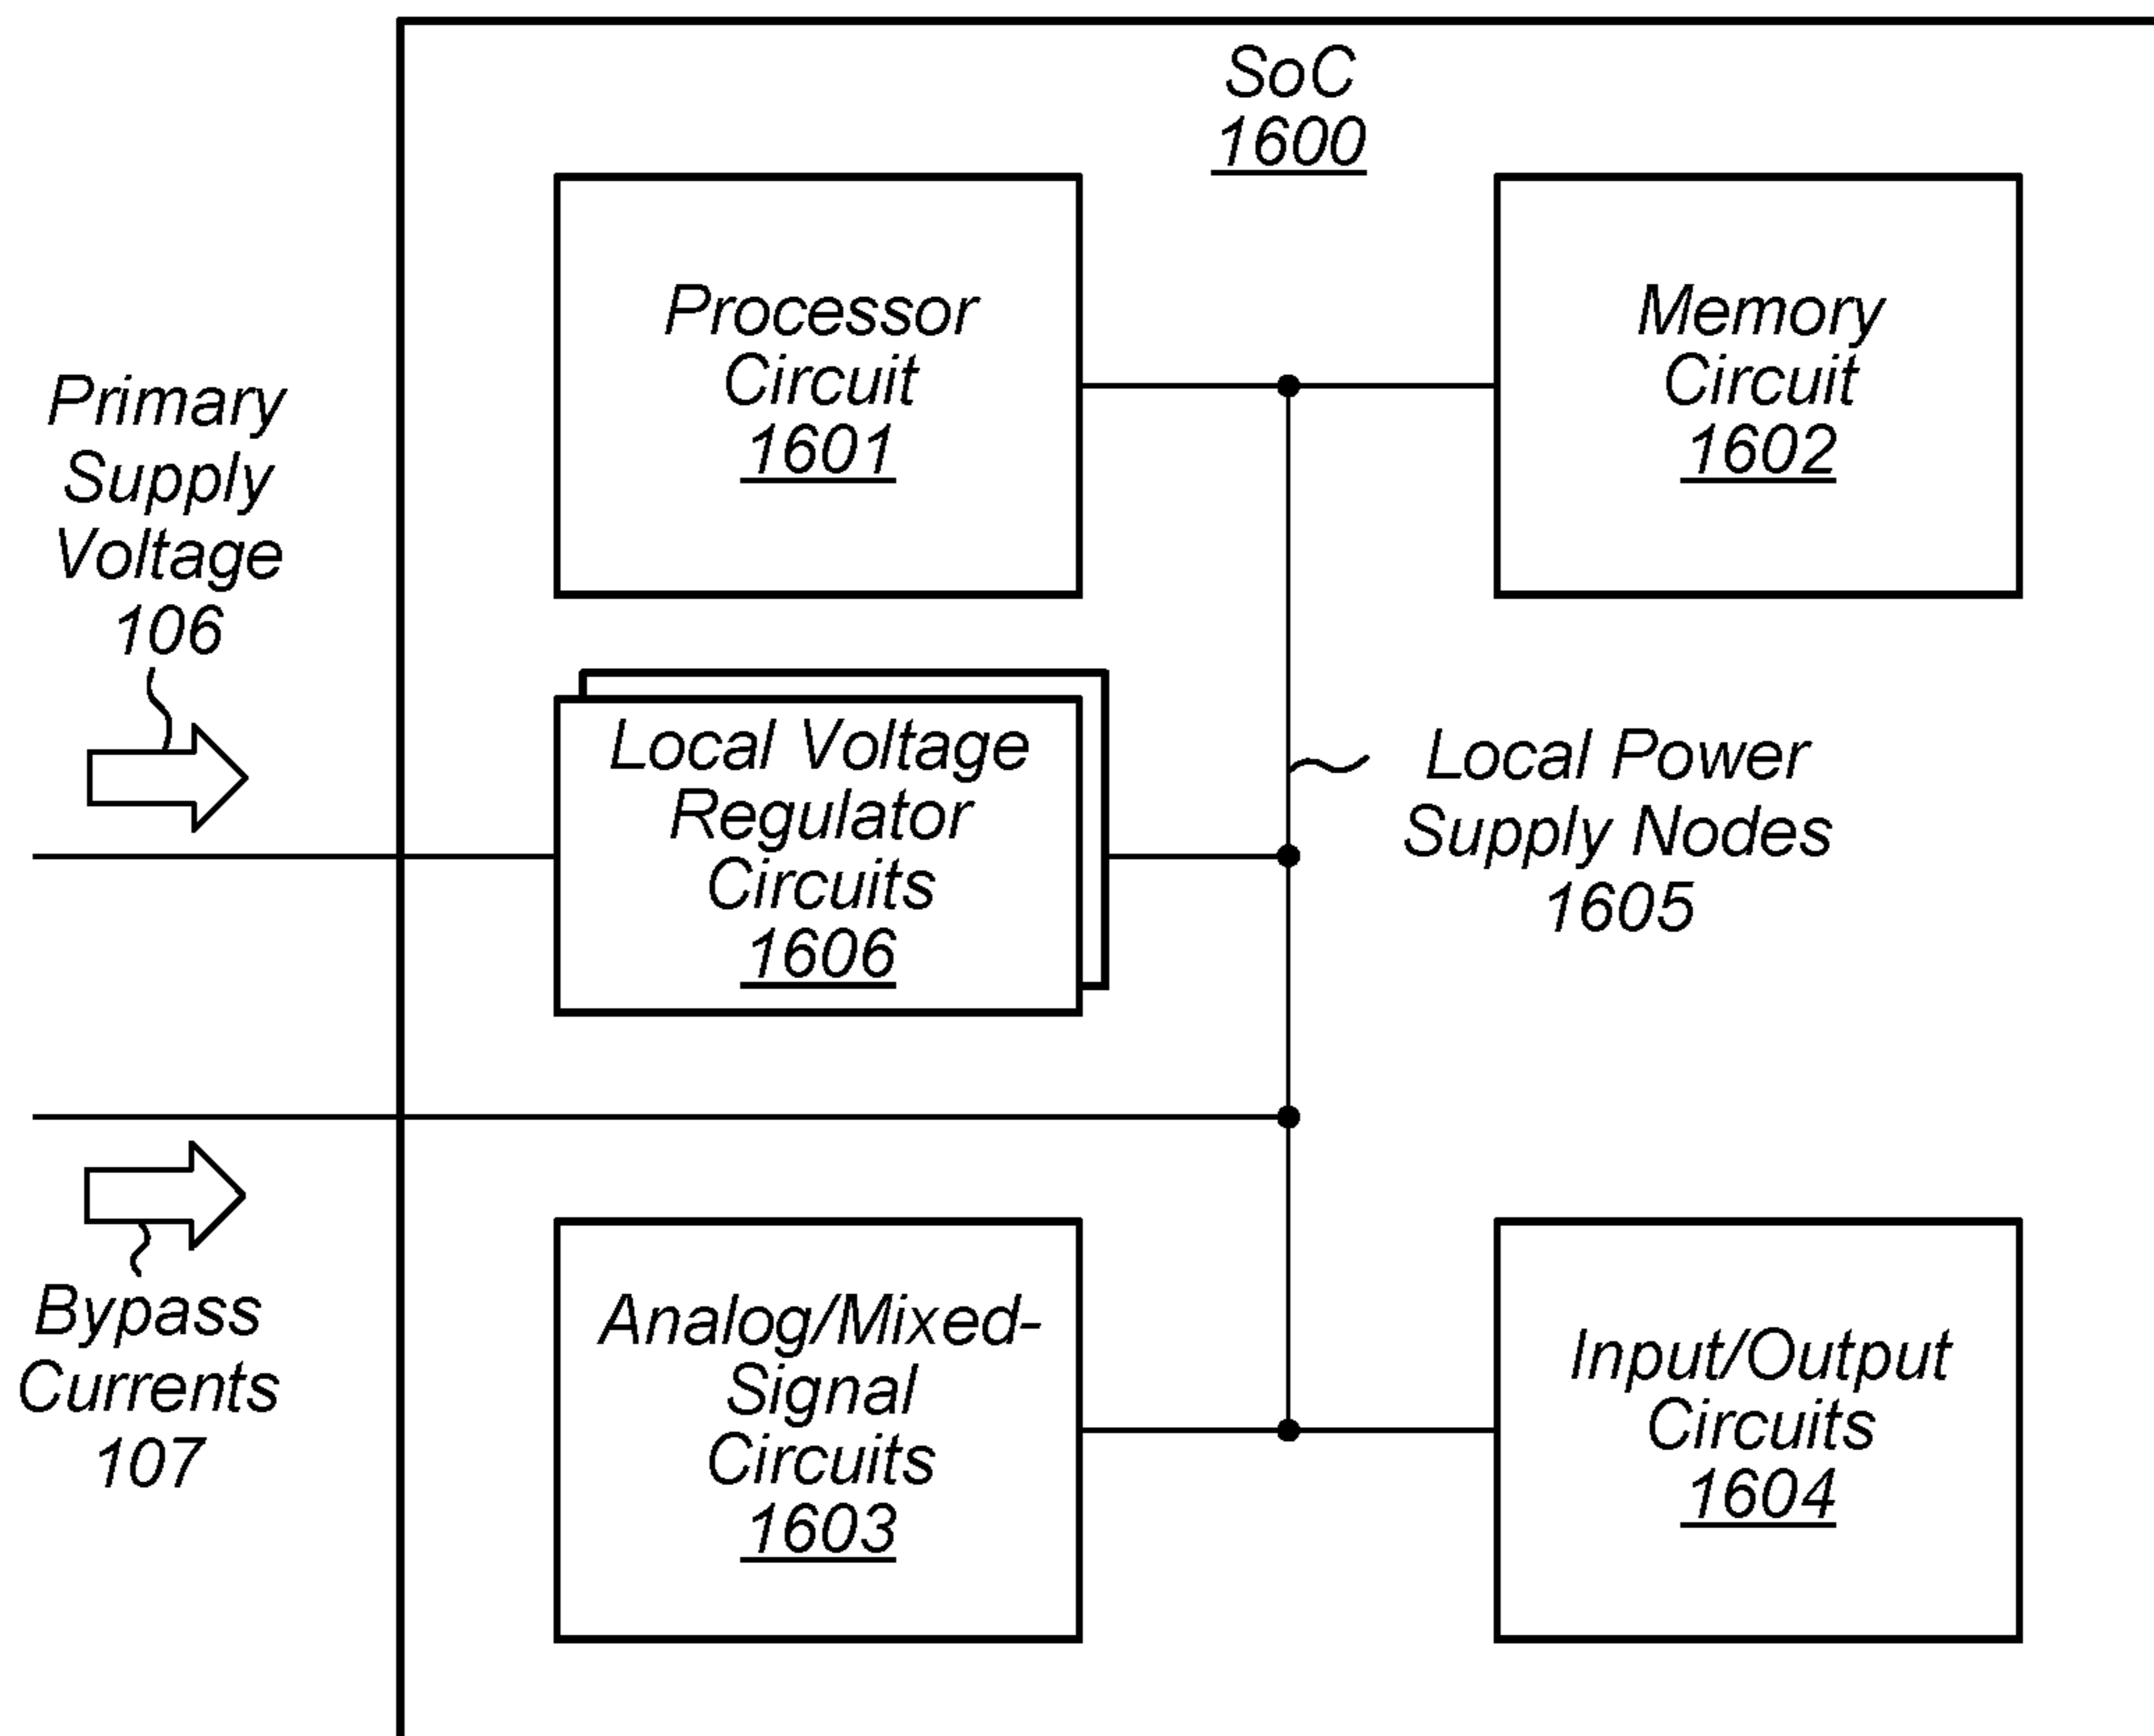 SoC
1600
Processor
Circuit
1601
Memory
Circuit
1602
Primary
Supply
Voltage
106
Local Voltage
Regulator
Circuits
1606
Local Power
Supply Nodes
1605
Bypass
Currents
107
Analog/Mixed-
Signal
Circuits
1603
Input/Output
Circuits
1604